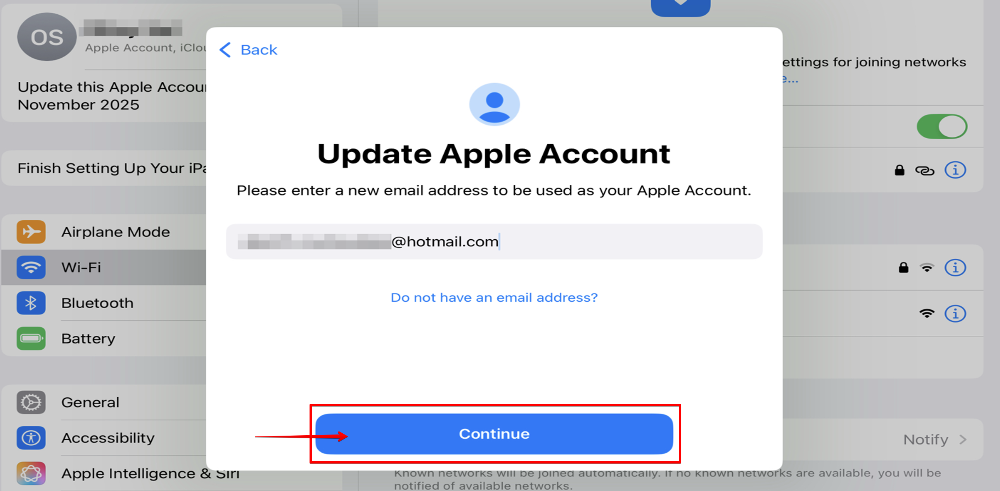 OS
Apple Account, iClou
Update this Apple Accou
November 2025
Finish Setting Up Your iPa
Airplane Mode
Wi-Fi
Bluetooth
Battery
General
Accessibility
Apple Intelligence & Siri
Back
Update Apple Account
Please enter a new email address to be used as your Apple Account.
@hotmail.com
Do not have an email address?
Continue
ettings for joining networks
e...
Notify
Known networks will be joined automatically. If no known networks are available, you will be
notified of available networks.